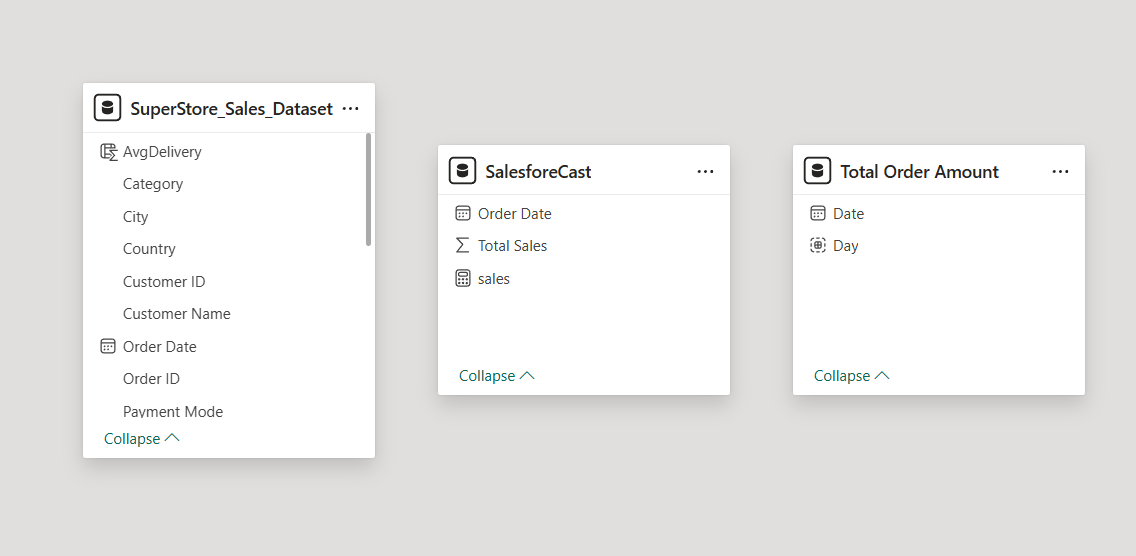 SuperStore_Sales_Dataset
AvgDelivery
Category
City
Country
Customer ID
Customer Name
Order Date
Order ID
Payment Mode
Collapse
SalesforeCast
Order Date
Total Sales
sales
Collapse
Total Order Amount
Date
Day
Collapse